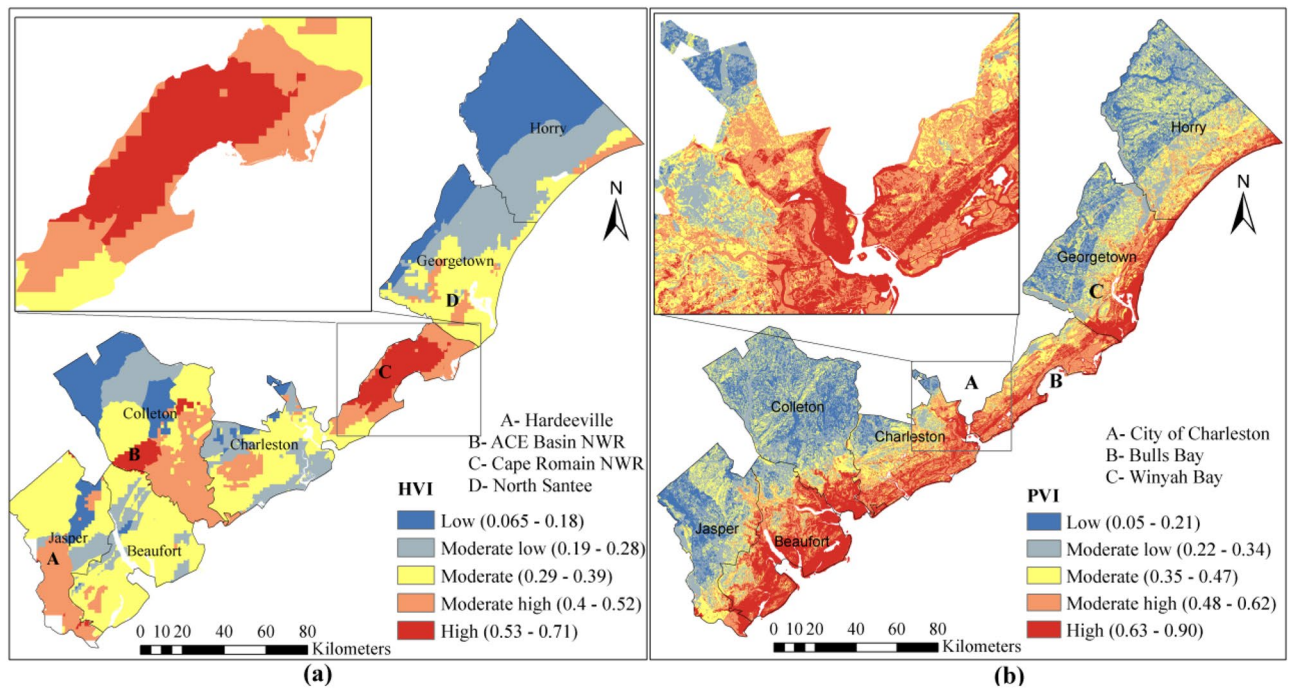 Horry
N
Georgetown
D
C
Colleton
Charleston
B
Jasper
Beaufort
A
A- Hardeeville
B- ACE Basin NWR
C- Cape Romain NWR
D- North Santee
HVI
Low (0.065 - 0.18)
Moderate low (0.19 - 0.28)
Moderate (0.29 - 0.39)
Moderate high (0.4 - 0.52)
High (0.53 - 0.71)
0 10 20 40 60 80
Kilometers
(a)
Horry
N
Georgetown
C
B
A
Colleton
Charleston
Jasper
Beaufort
A- City of Charleston
B- Bulls Bay
C- Winyah Bay
PVI
Low (0.05 - 0.21)
Moderate low (0.22 - 0.34)
Moderate (0.35 - 0.47)
Moderate high (0.48 - 0.62)
High (0.63 - 0.90)
0 10 20 40 60 80
Kilometers
(b)